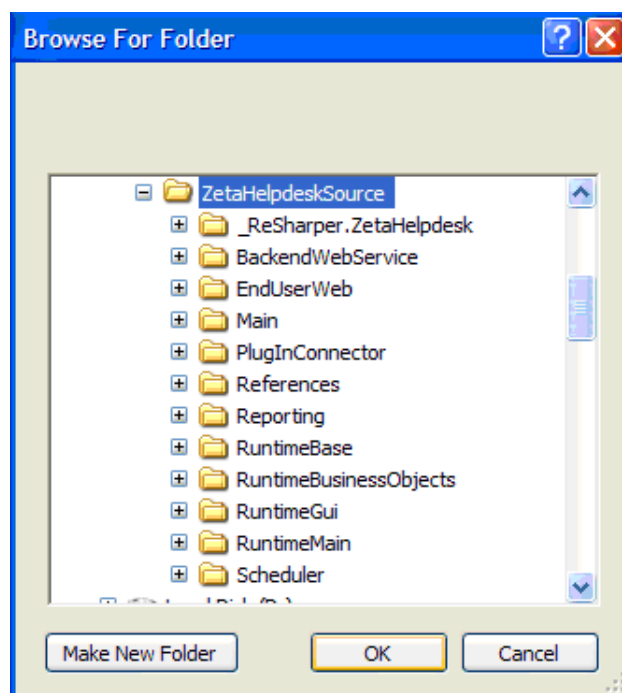 Browse For Folder
ZetaHelpdeskSource
_ReSharper.ZetaHelpdesk
BackendWebService
EndUserWeb
Main
PlugInConnector
References
Reporting
RuntimeBase
RuntimeBusinessObjects
RuntimeGui
RuntimeMain
Scheduler
Make New Folder
OK
Cancel